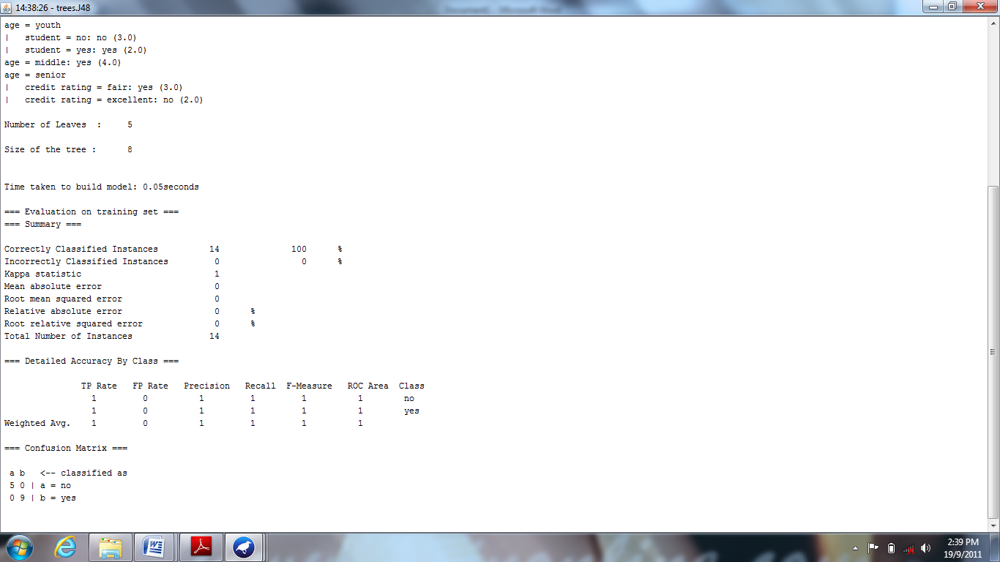 14:38:26 - trees.J48
age = youth
|   student = no: no (3.0)
|   student = yes: yes (2.0)
age = middle: yes (4.0)
age = senior
|   credit rating = fair: yes (3.0)
|   credit rating = excellent: no (2.0)
Number of Leaves  :     5
Size of the tree :      8
Time taken to build model: 0.05seconds
=== Evaluation on training set ===
=== Summary ===
Correctly Classified Instances          14              100      %
Incorrectly Classified Instances         0                0      %
Kappa statistic                          1
Mean absolute error                      0
Root mean squared error                  0
Relative absolute error                  0      %
Root relative squared error              0      %
Total Number of Instances               14
=== Detailed Accuracy By Class ===
TP Rate   FP Rate   Precision   Recall  F-Measure   ROC Area  Class
1         0          1         1         1          1        no
1         0          1         1         1          1        yes
Weighted Avg.    1         0          1         1         1          1
=== Confusion Matrix ===
a b   <-- classified as
5 0 | a = no
0 9 | b = yes
2:39 PM
19/9/2011